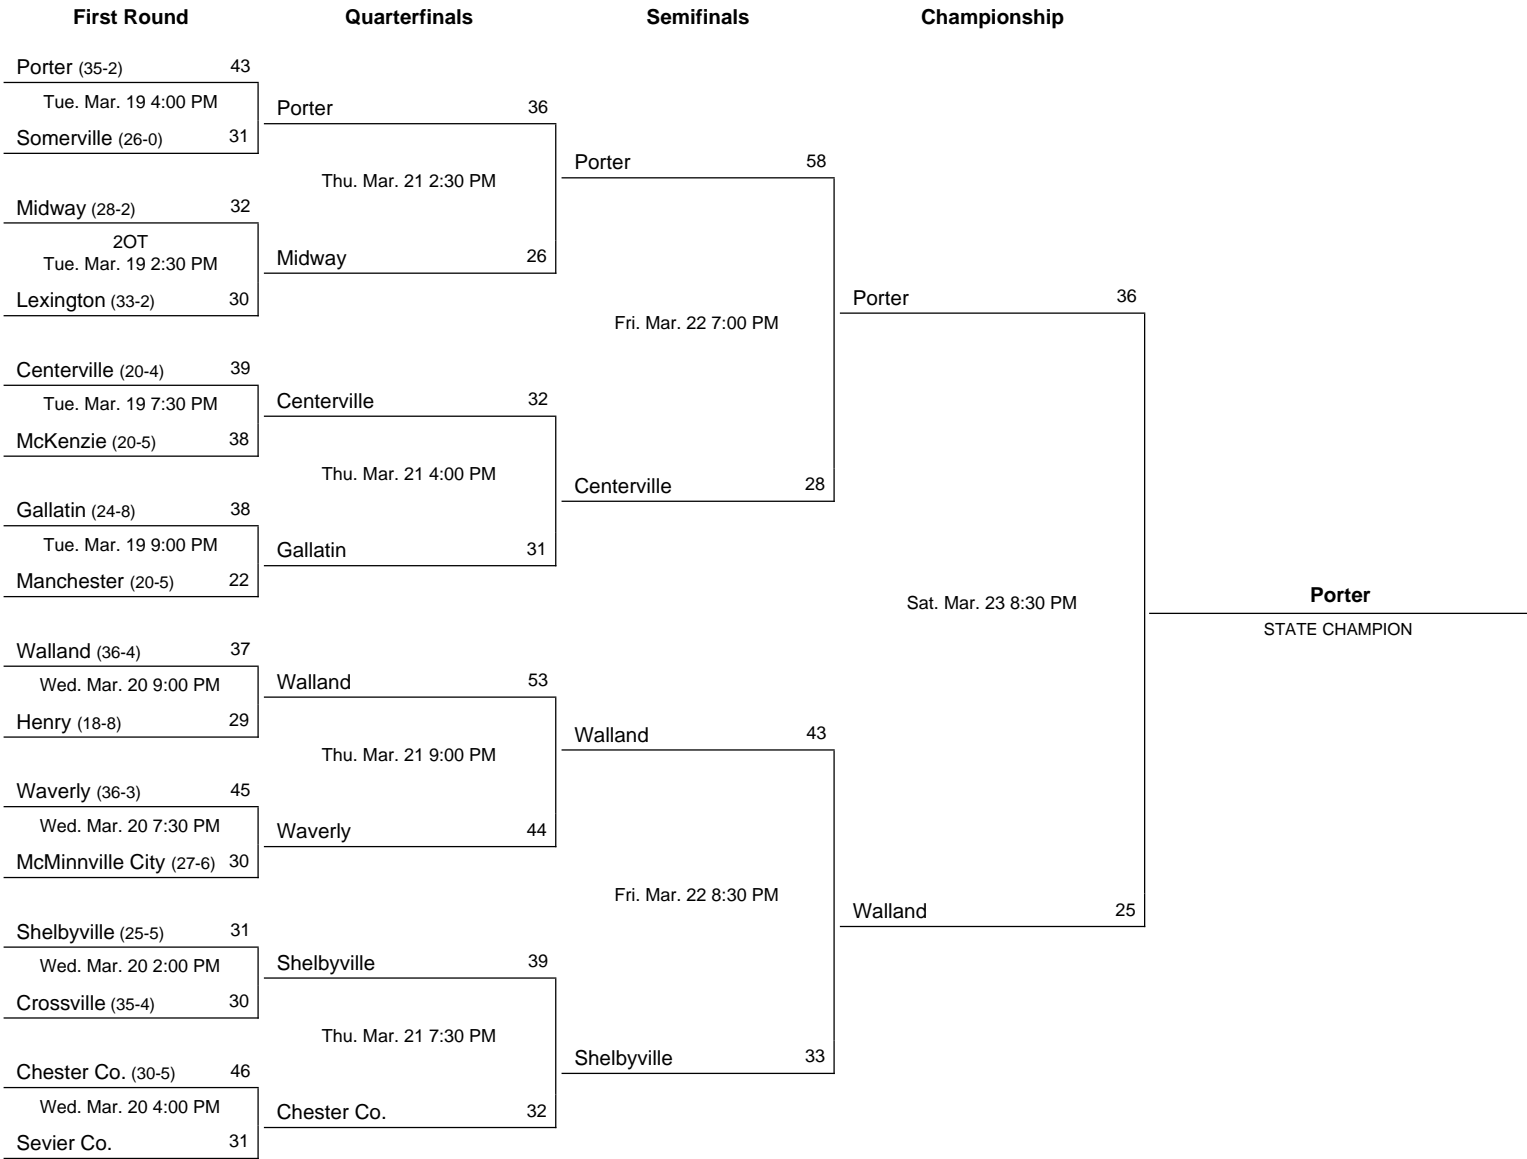 First Round Quarterfinals Semifinals Championship
Porter (35-2) 43
Tue. Mar. 19 4:00 PM
Somerville (26-0) 31
Midway (28-2) 32
2OT
Tue. Mar. 19 2:30 PM
Lexington (33-2) 30
Centerville (20-4) 39
Tue. Mar. 19 7:30 PM
McKenzie (20-5) 38
Gallatin (24-8) 38
Tue. Mar. 19 9:00 PM
Manchester (20-5) 22
Walland (36-4) 37
Wed. Mar. 20 9:00 PM
Henry (18-8) 29
Waverly (36-3) 45
Wed. Mar. 20 7:30 PM
McMinnville City (27-6) 30
Shelbyville (25-5) 31
Wed. Mar. 20 2:00 PM
Crossville (35-4) 30
Chester Co. (30-5) 46
Wed. Mar. 20 4:00 PM
Sevier Co. 31
Porter 36
Thu. Mar. 21 2:30 PM
Midway 26
Centerville 32
Thu. Mar. 21 4:00 PM
Gallatin 31
Walland 53
Thu. Mar. 21 9:00 PM
Waverly 44
Shelbyville 39
Thu. Mar. 21 7:30 PM
Chester Co. 32
Porter 58
Fri. Mar. 22 7:00 PM
Centerville 28
Walland 43
Fri. Mar. 22 8:30 PM
Shelbyville 33
Porter 36
Sat. Mar. 23 8:30 PM
Walland 25
Porter
STATE CHAMPION